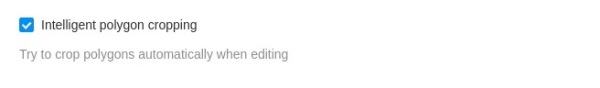 Intelligent polygon cropping
Try to crop polygons automatically when editing